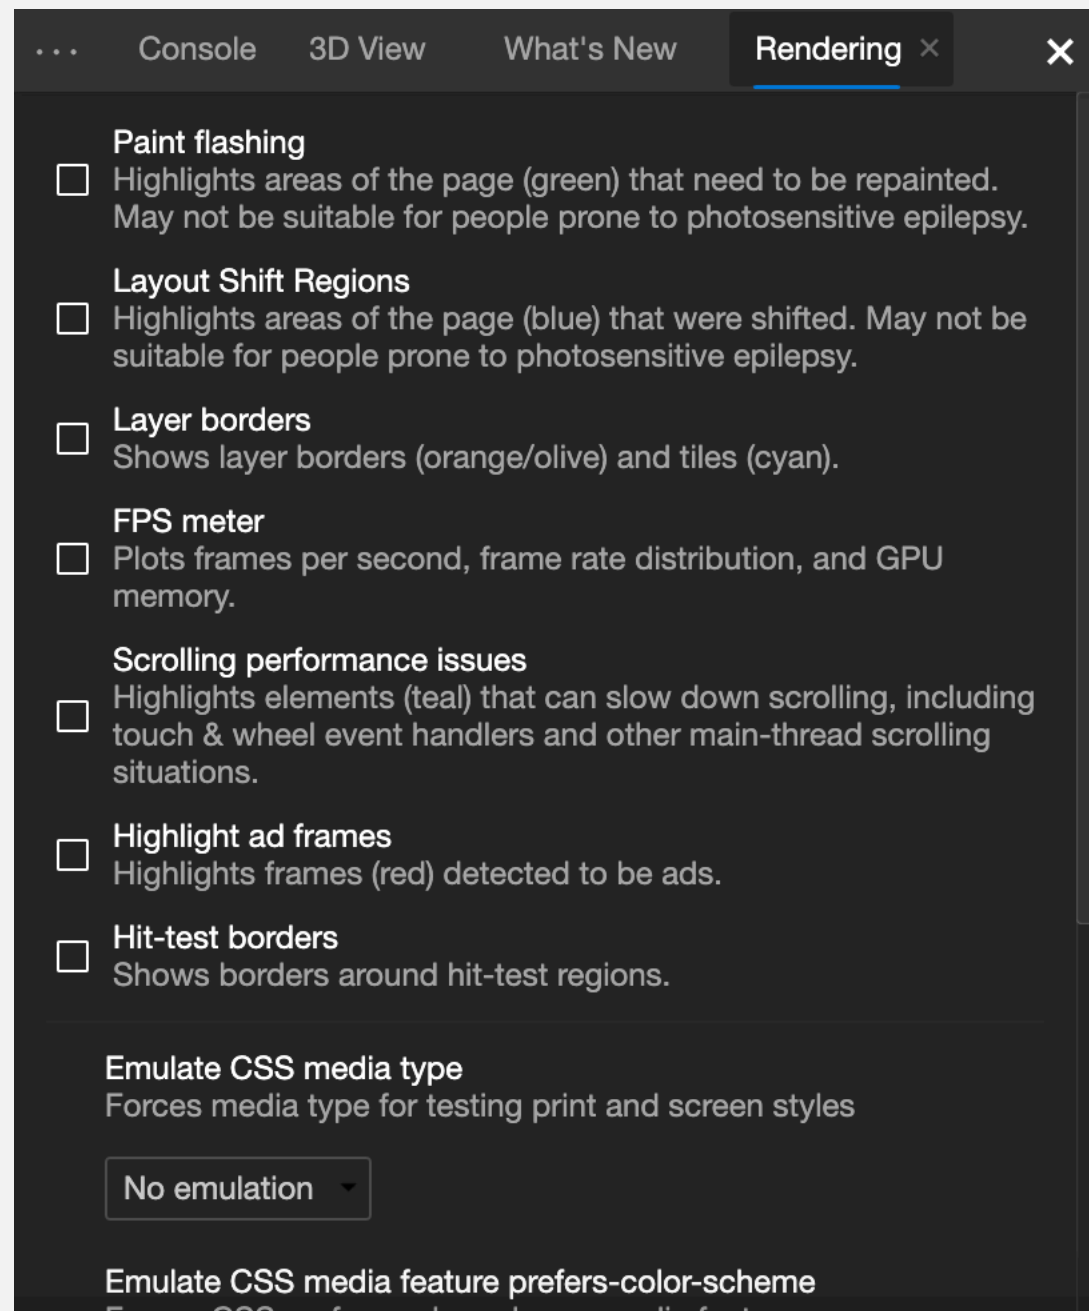 Console 3D View What's New Rendering
Paint flashing
Highlights areas of the page (green) that need to be repainted.
May not be suitable for people prone to photosensitive epilepsy.
Layout Shift Regions
Highlights areas of the page (blue) that were shifted. May not be
suitable for people prone to photosensitive epilepsy.
Layer borders
Shows layer borders (orange/olive) and tiles (cyan).
FPS meter
Plots frames per second, frame rate distribution, and GPU
memory.
Scrolling performance issues
Highlights elements (teal) that can slow down scrolling, including
touch & wheel event handlers and other main-thread scrolling
situations.
Highlight ad frames
Highlights frames (red) detected to be ads.
Hit-test borders
Shows borders around hit-test regions.
Emulate CSS media type
Forces media type for testing print and screen styles
No emulation
Emulate CSS media feature prefers-color-scheme